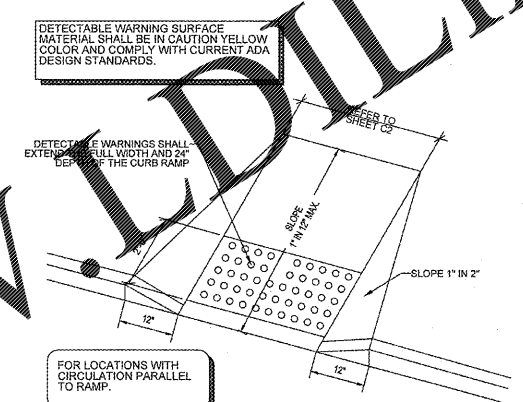 DETECTABLE WARNING SURFACE
MATERIAL SHALL BE IN CAUTION YELLOW
COLOR AND COMPLY WITH CURRENT ADA
DESIGN STANDARDS.
REFER TO
SHEET C2
DETECTABLE WARNINGS SHALL
EXTEND THE FULL WIDTH AND 24"
DEPTH OF THE CURB RAMP
SLOPE
1" IN 12" MAX.
SLOPE 1" IN 2"
12"
12"
FOR LOCATIONS WITH
CIRCULATION PARALLEL
TO RAMP.